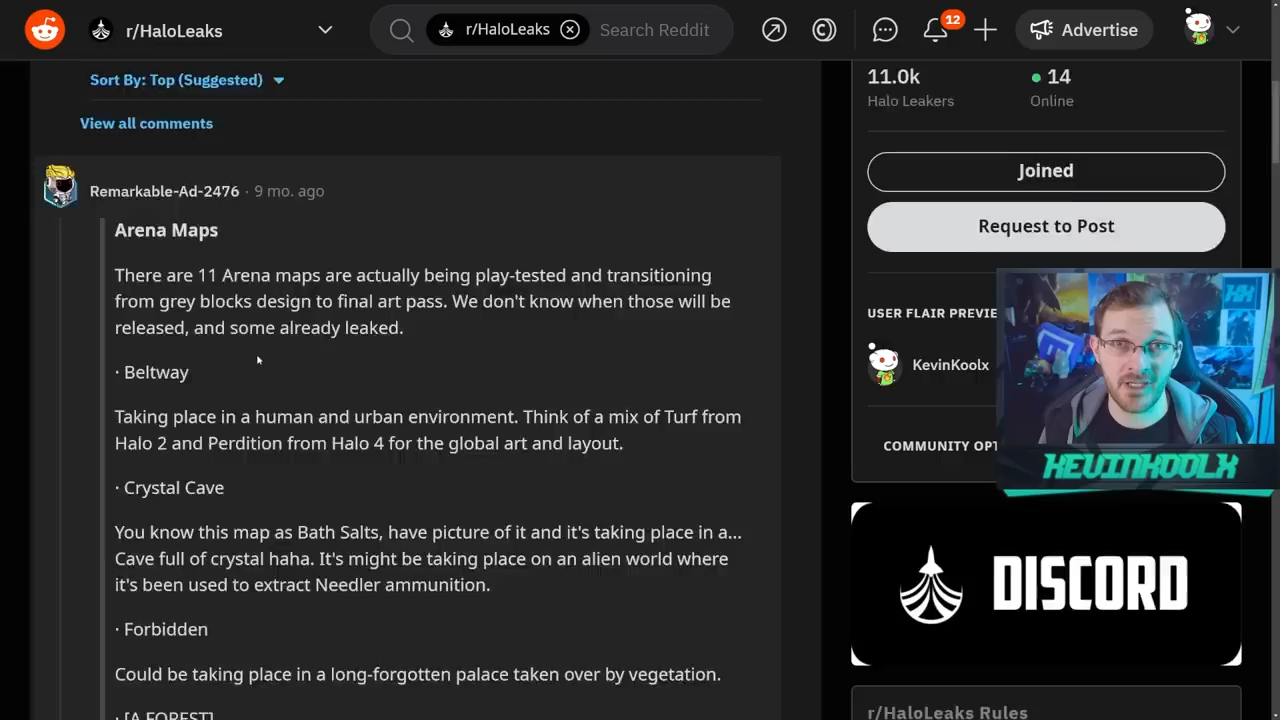 r/HaloLeaks
r/HaloLeaks
Search Reddit
12
Advertise
Sort By: Top (Suggested)
View all comments
11.0k
14
Halo Leakers
Online
Joined
Request to Post
Remarkable-Ad-2476 · 9 mo. ago
Arena Maps
There are 11 Arena maps are actually being play-tested and transitioning
from grey blocks design to final art pass. We don't know when those will be
released, and some already leaked.
· Beltway
Taking place in a human and urban environment. Think of a mix of Turf from
Halo 2 and Perdition from Halo 4 for the global art and layout.
· Crystal Cave
You know this map as Bath Salts, have picture of it and it's taking place in a...
Cave full of crystal haha. It's might be taking place on an alien world where
it's been used to extract Needler ammunition.
· Forbidden
Could be taking place in a long-forgotten palace taken over by vegetation.
· [A FOREST]
USER FLAIR PREVIE
KevinKoolx
COMMUNITY OPT
KEVINKOOLX
DISCORD
r/HaloLeaks Rules